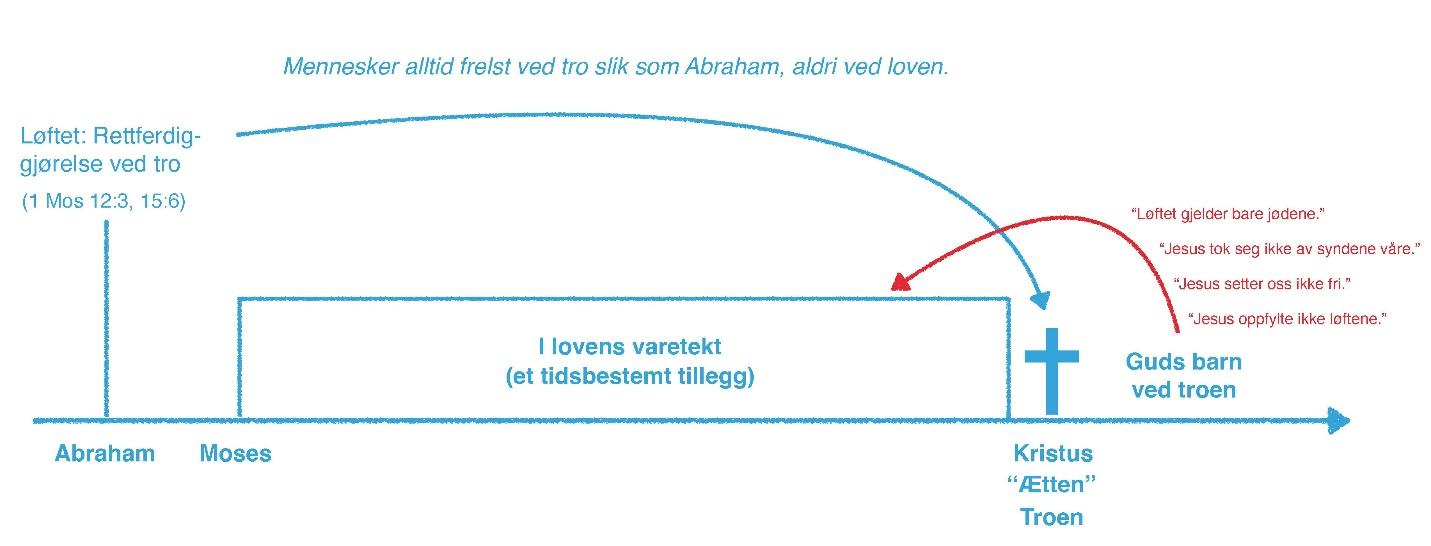 Mennesker alltid frelst ved tro slik som Abraham, aldri ved loven.
Løftet: Rettferdig-
gjørelse ved tro
(1 Mos 12:3, 15:6)
“Løftet gjelder bare jødene.”
“Jesus tok seg ikke av syndene våre.”
“Jesus setter oss ikke fri.”
“Jesus oppfylte ikke løftene.”
I lovens varetekt
(et tidsbestemt tillegg)
Guds barn
ved troen
Abraham
Moses
Kristus
“Ætten”
Troen